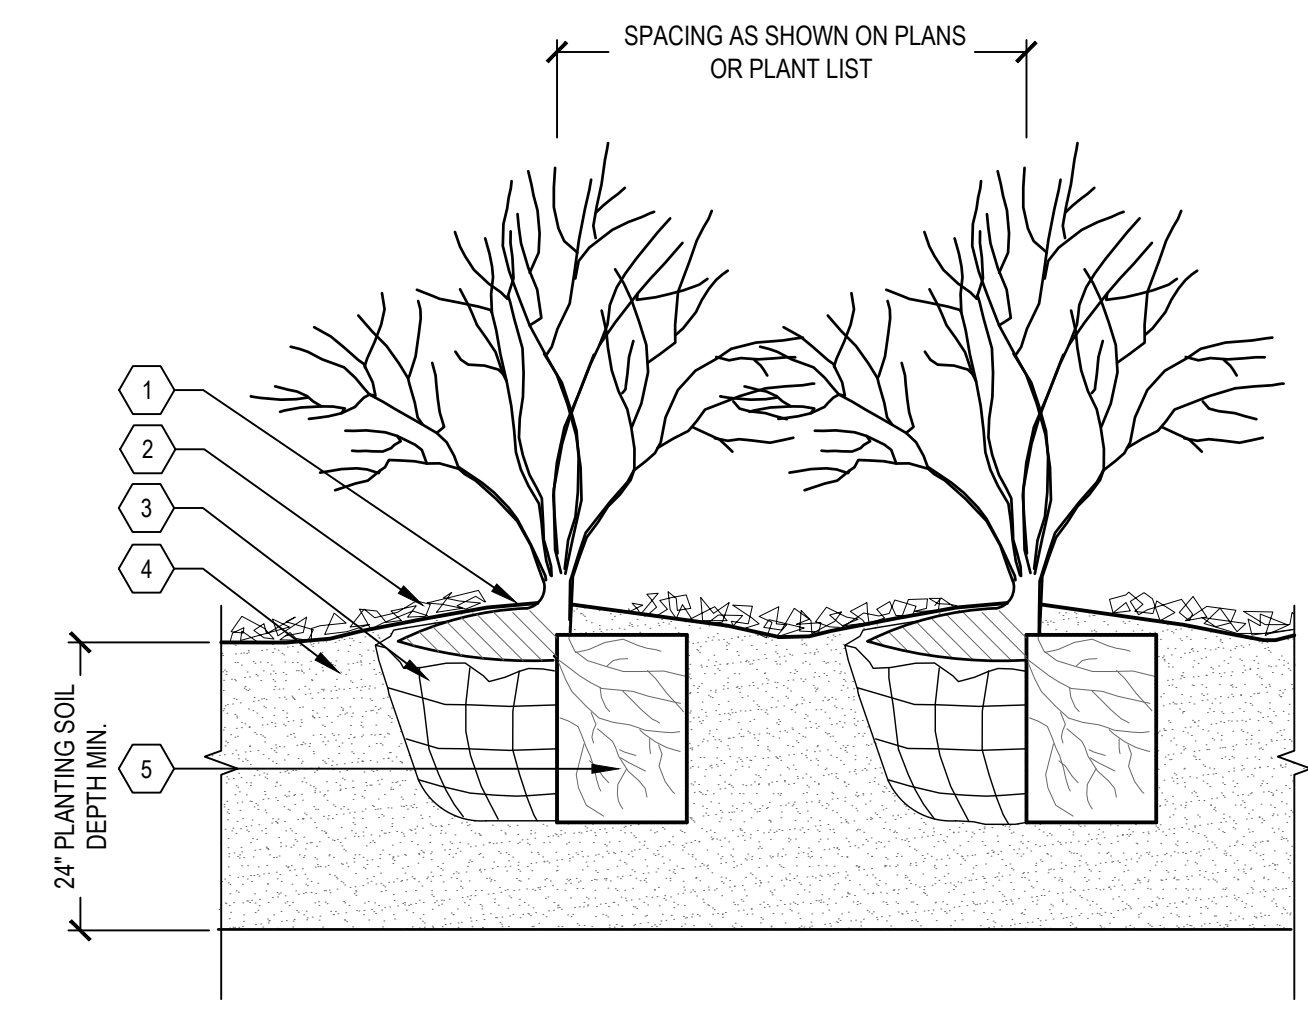 SPACING AS SHOWN ON PLANS
OR PLANT LIST
1
2
3
4
5
24" PLANTING SOIL
DEPTH MIN.